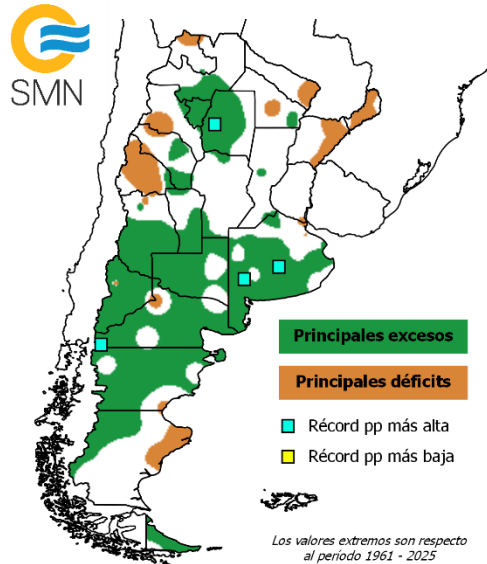 SMN
Principales excesos
Principales déficits
Récord pp más alta
Récord pp más baja
Los valores extremos son respecto
al período 1961 - 2025